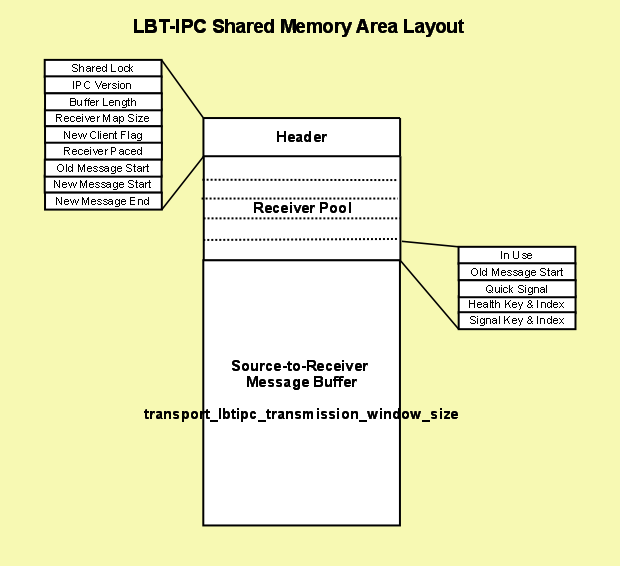 LBT-IPC Shared Memory Area Layout
Shared Lock
IPC Version
Buffer Length
Receiver Map Size
New Client Flag
Receiver Paced
Old Message Start
New Message Start
New Message End
Header
Receiver Pool
In Use
Old Message Start
Quick Signal
Health Key & Index
Signal Key & Index
Source-to-Receiver
Message Buffer
transport_lbtipc_transmission_window_size